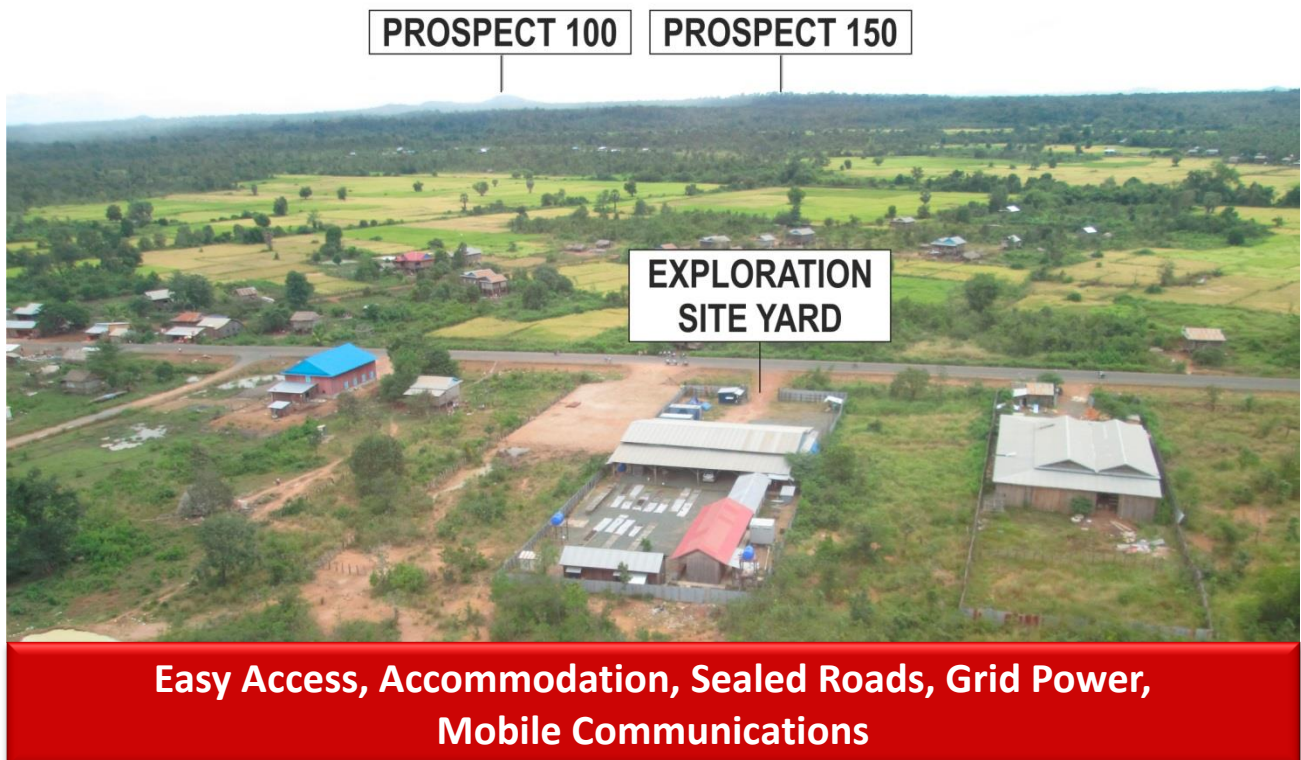 PROSPECT 100
PROSPECT 150
EXPLORATION
SITE YARD
Easy Access, Accommodation, Sealed Roads, Grid Power,
Mobile Communications